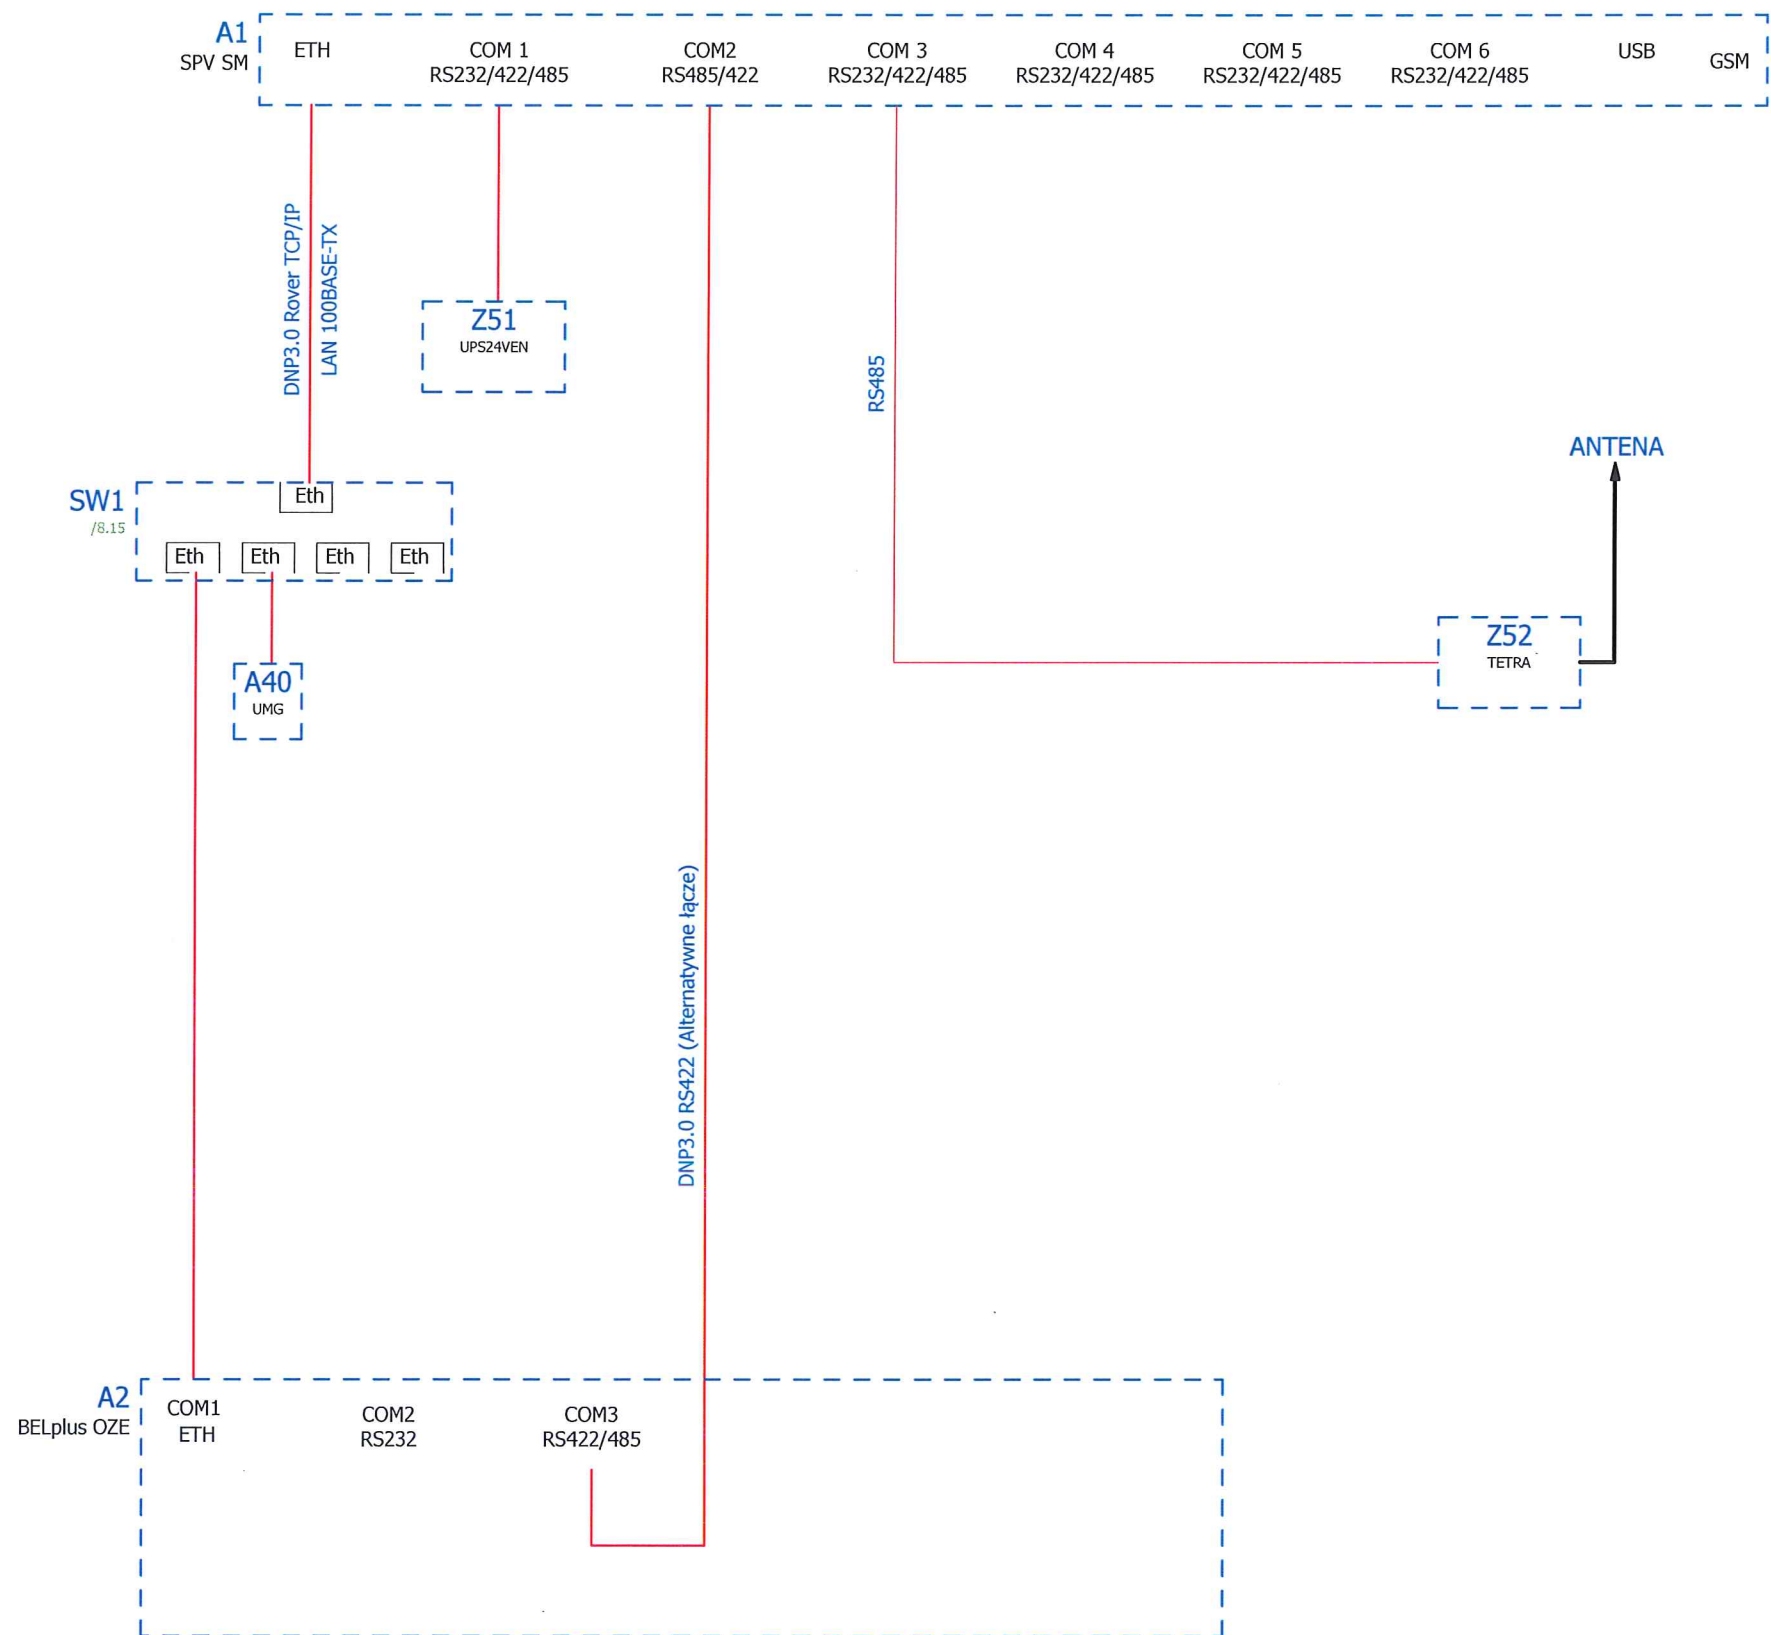 A1
SPV SM
ETH
COM 1
RS232/422/485
COM2
RS485/422
COM 3
RS232/422/485
COM 4
RS232/422/485
COM 5
RS232/422/485
COM 6
RS232/422/485
USB
GSM
DNP3.0 Rover TCP/IP
LAN 100BASE-TX
Z51
UPS24VEN
RS485
ANTENA
SW1
/8.15
Eth
Eth
Eth
Eth
Eth
Z52
TETRA
A40
UMG
DNP3.0 RS422 (Alternatywne łącze)
A2
BELplus OZE
COM1
ETH
COM2
RS232
COM3
RS422/485